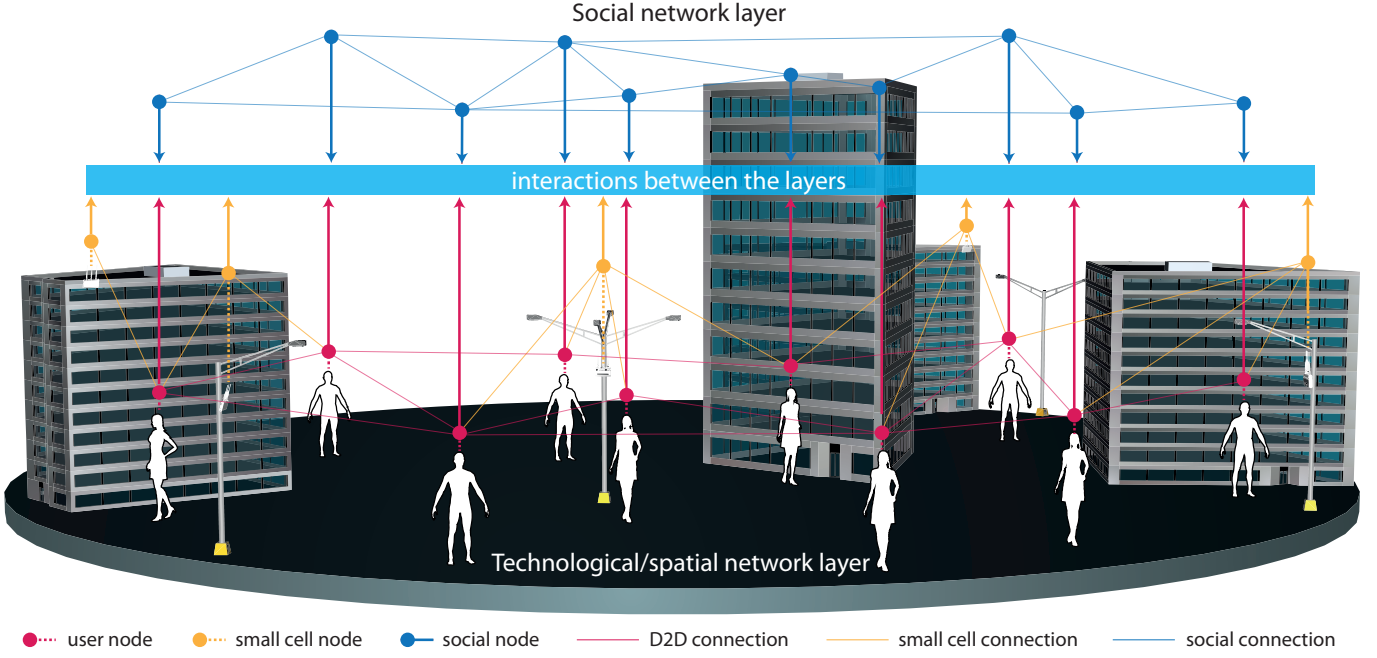 Social network layer
interactions between the layers
Technological/spatial network layer
user node
small cell node
social node
D2D connection
small cell connection
social connection